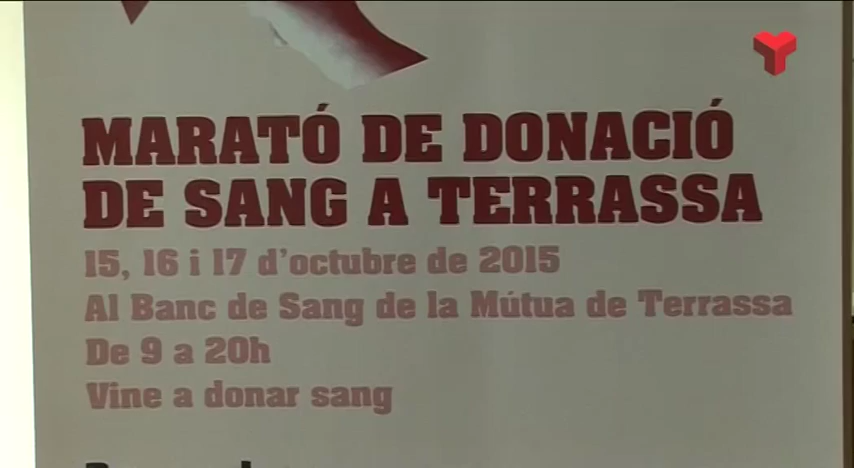 MARATÓ DE DONACIÓ
DE SANG A TERRASSA
15, 16 i 17 d'octubre de 2015
Al Banc de Sang de la Mútua de Terrassa
De 9 a 20h
Vine a donar sang